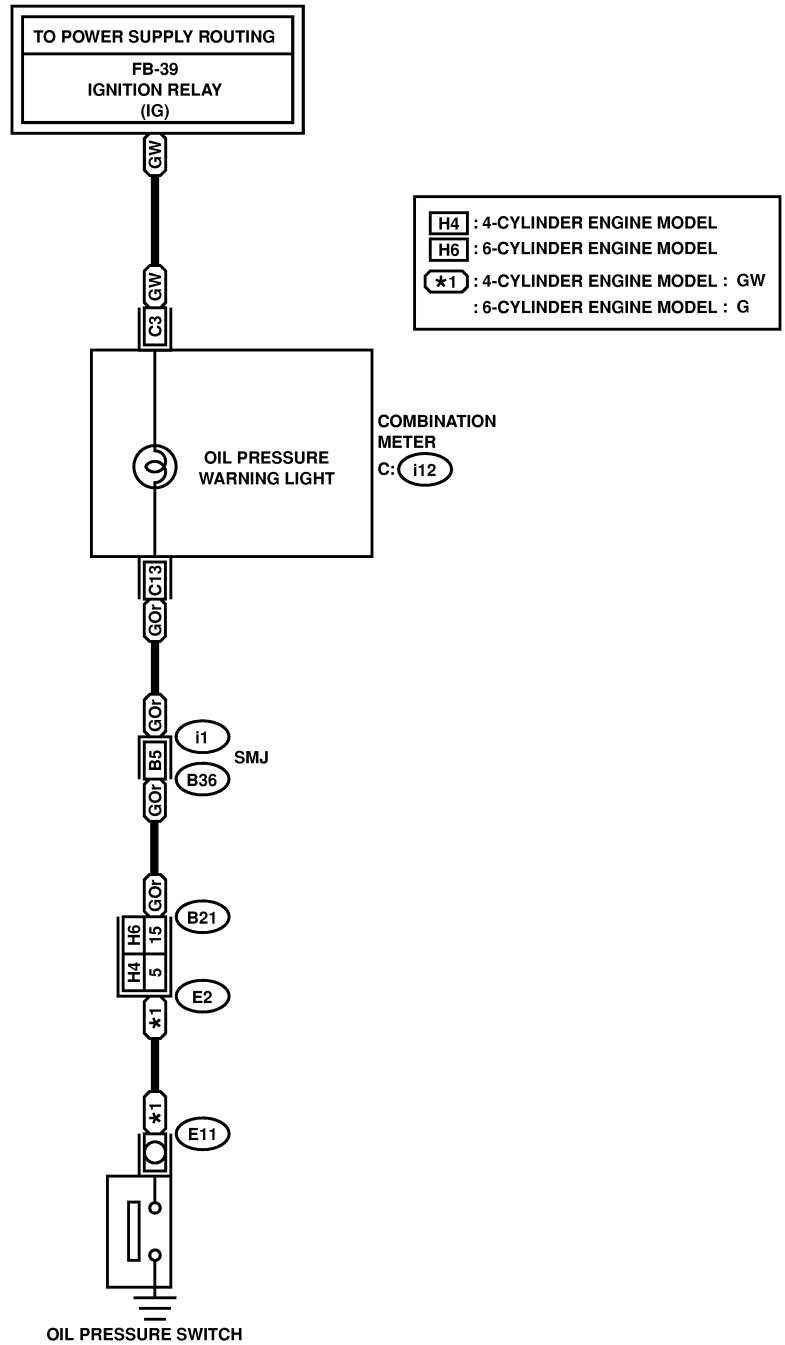 TO POWER SUPPLY ROUTING
FB-39
IGNITION RELAY
(IG)
GW
GW
C3
H4 : 4-CYLINDER ENGINE MODEL
H6 : 6-CYLINDER ENGINE MODEL
*1 : 4-CYLINDER ENGINE MODEL : GW
: 6-CYLINDER ENGINE MODEL : G
OIL PRESSURE
WARNING LIGHT
COMBINATION
METER
C: i12
C13
GOr
GOr
i1
B5
SMJ
B36
GOr
GOr
B21
H6 15
H4 5
E2
*1
*1
E11
OIL PRESSURE SWITCH